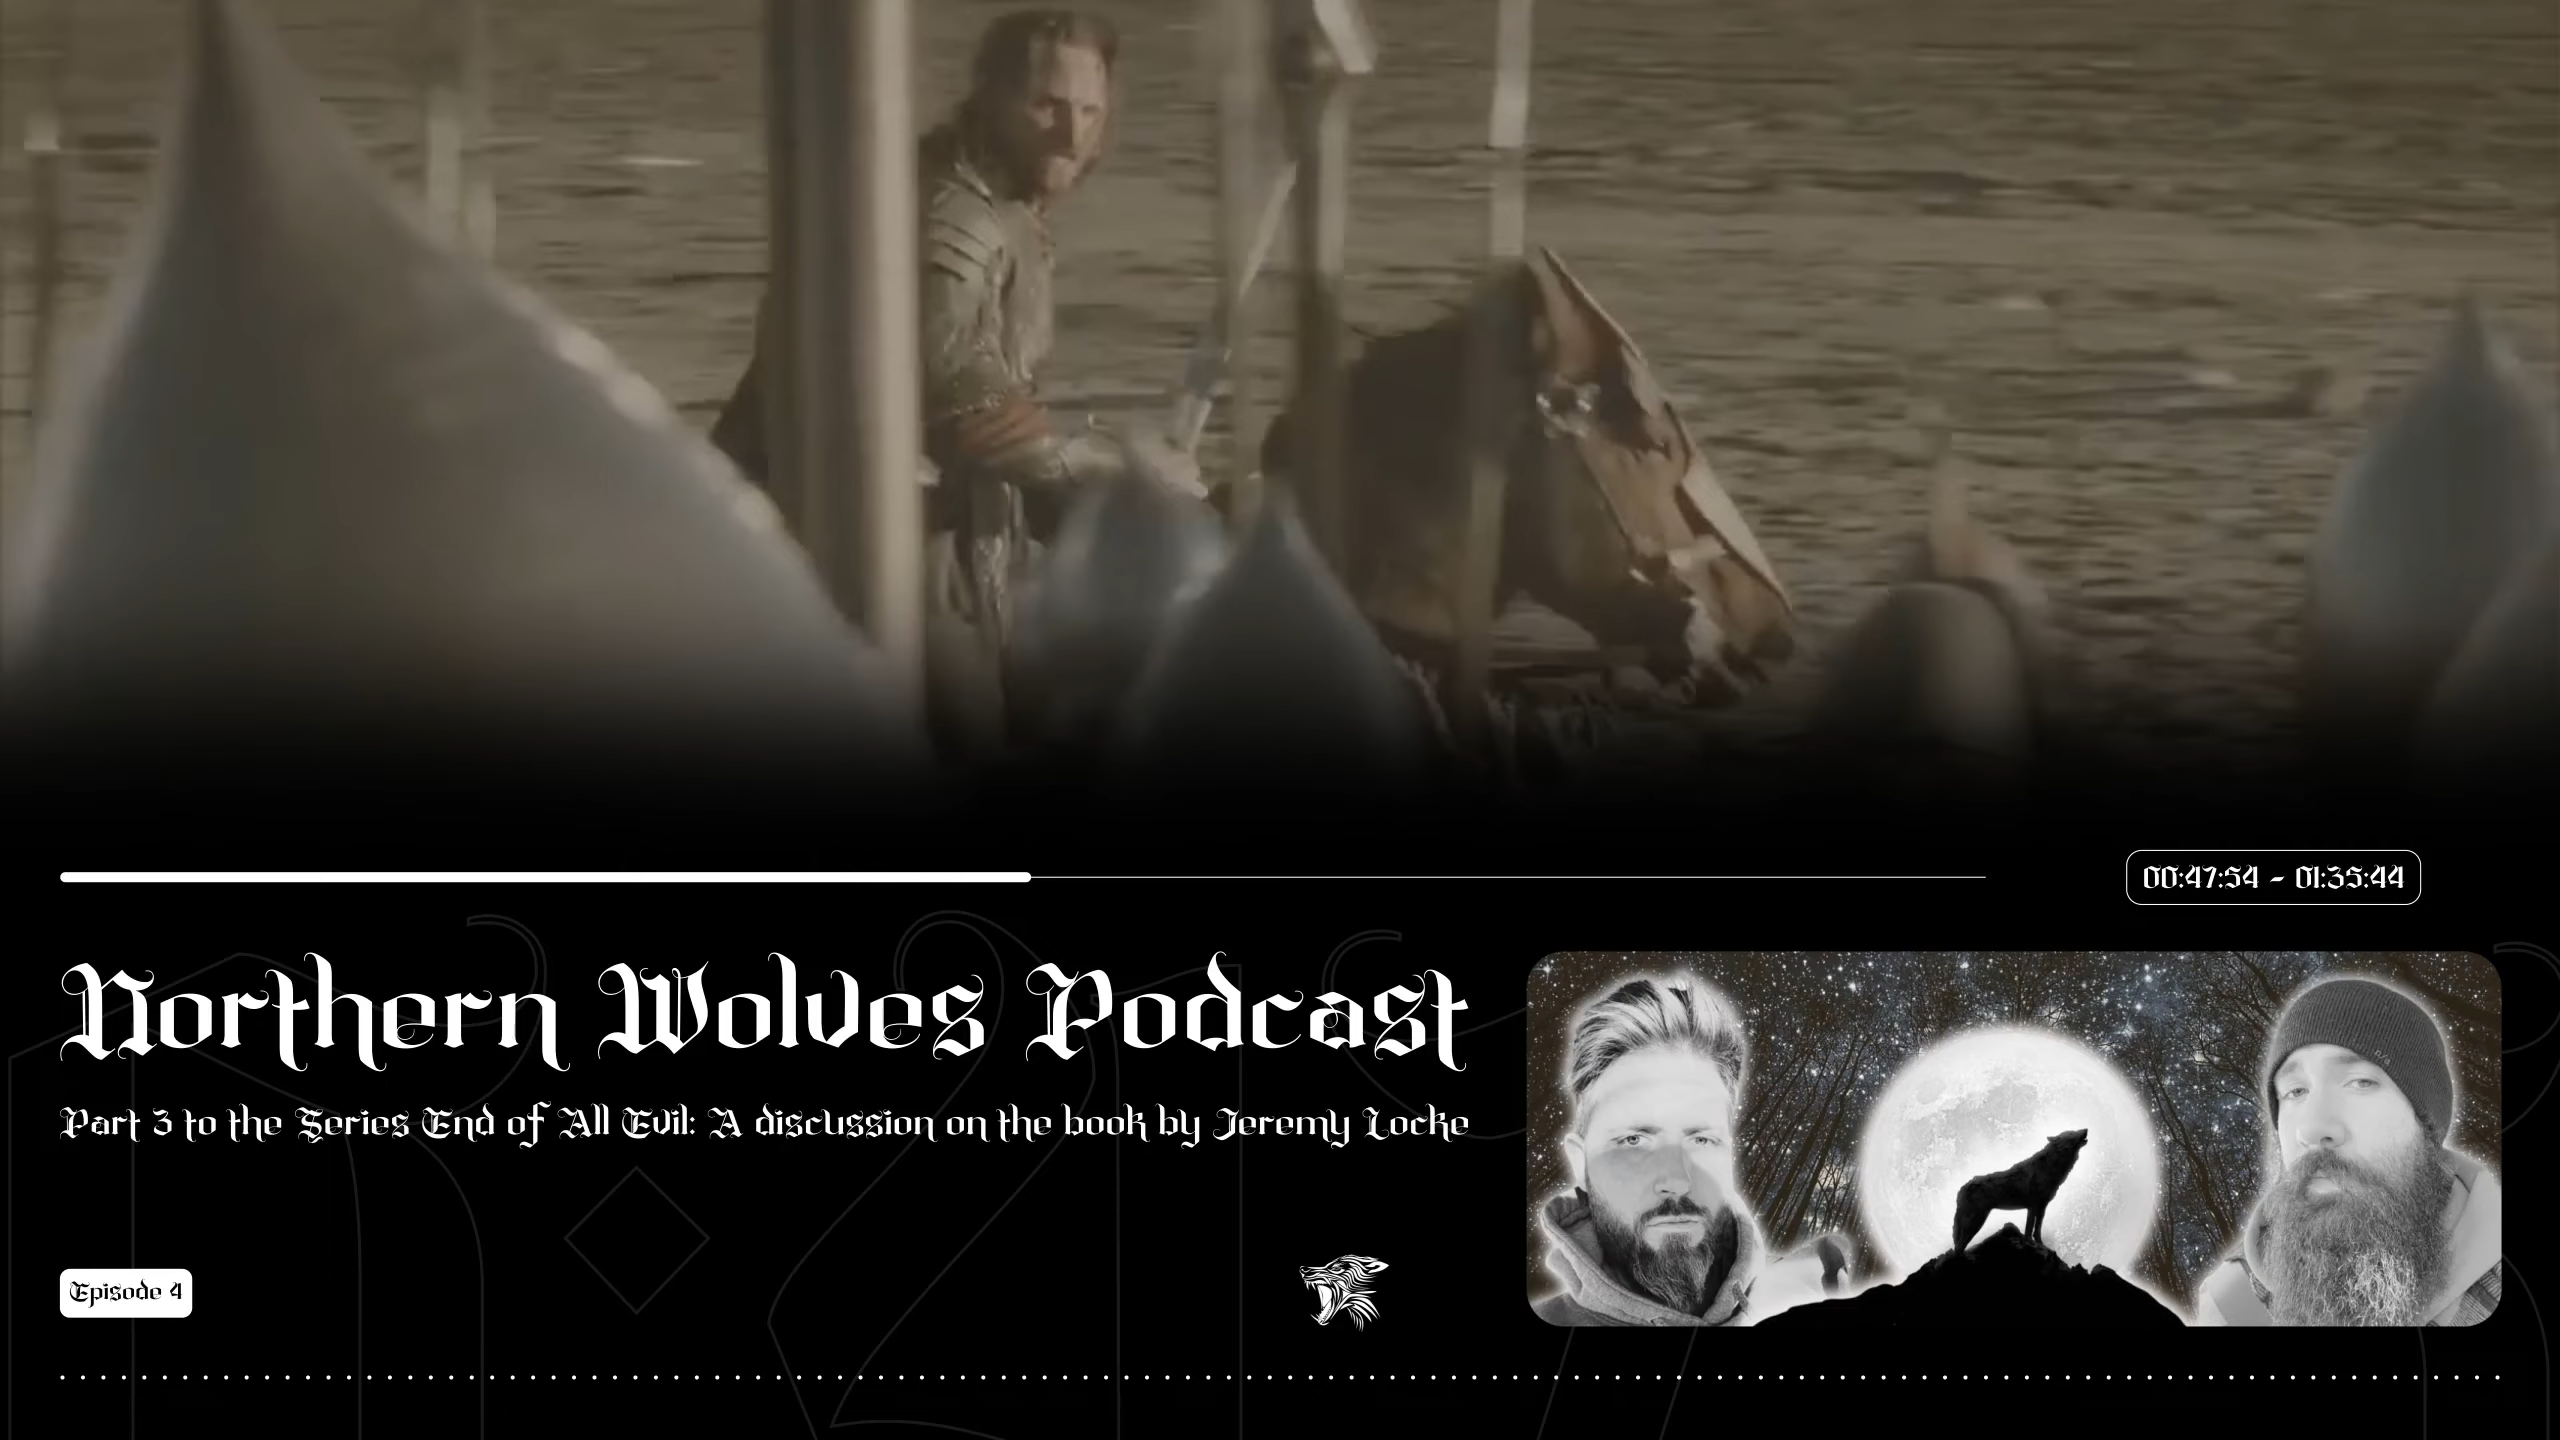 00:47:54 - 01:35:44
Northern Wolves Podcast
Part 3 to the Series End of All Evil: A discussion on the book by Jeremy Locke
Episode 4